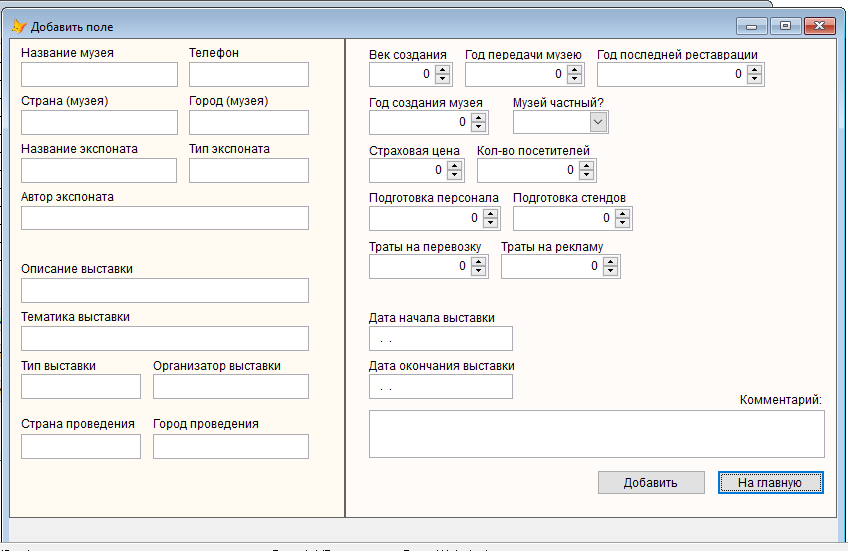 Добавить поле
Название музея Телефон
Страна (музея) Город (музея)
Название экспоната Тип экспоната
Автор экспоната
Описание выставки
Тематика выставки
Тип выставки Организатор выставки
Страна проведения Город проведения
Век создания Год передачи музею Год последней реставрации
0 0 0
Год создания музея Музей частный?
0
Страховая цена Кол-во посетителей
0 0
Подготовка персонала Подготовка стендов
0 0
Траты на перевозку Траты на рекламу
0 0
Дата начала выставки
. .
Дата окончания выставки
. .
Комментарий:
Добавить На главную